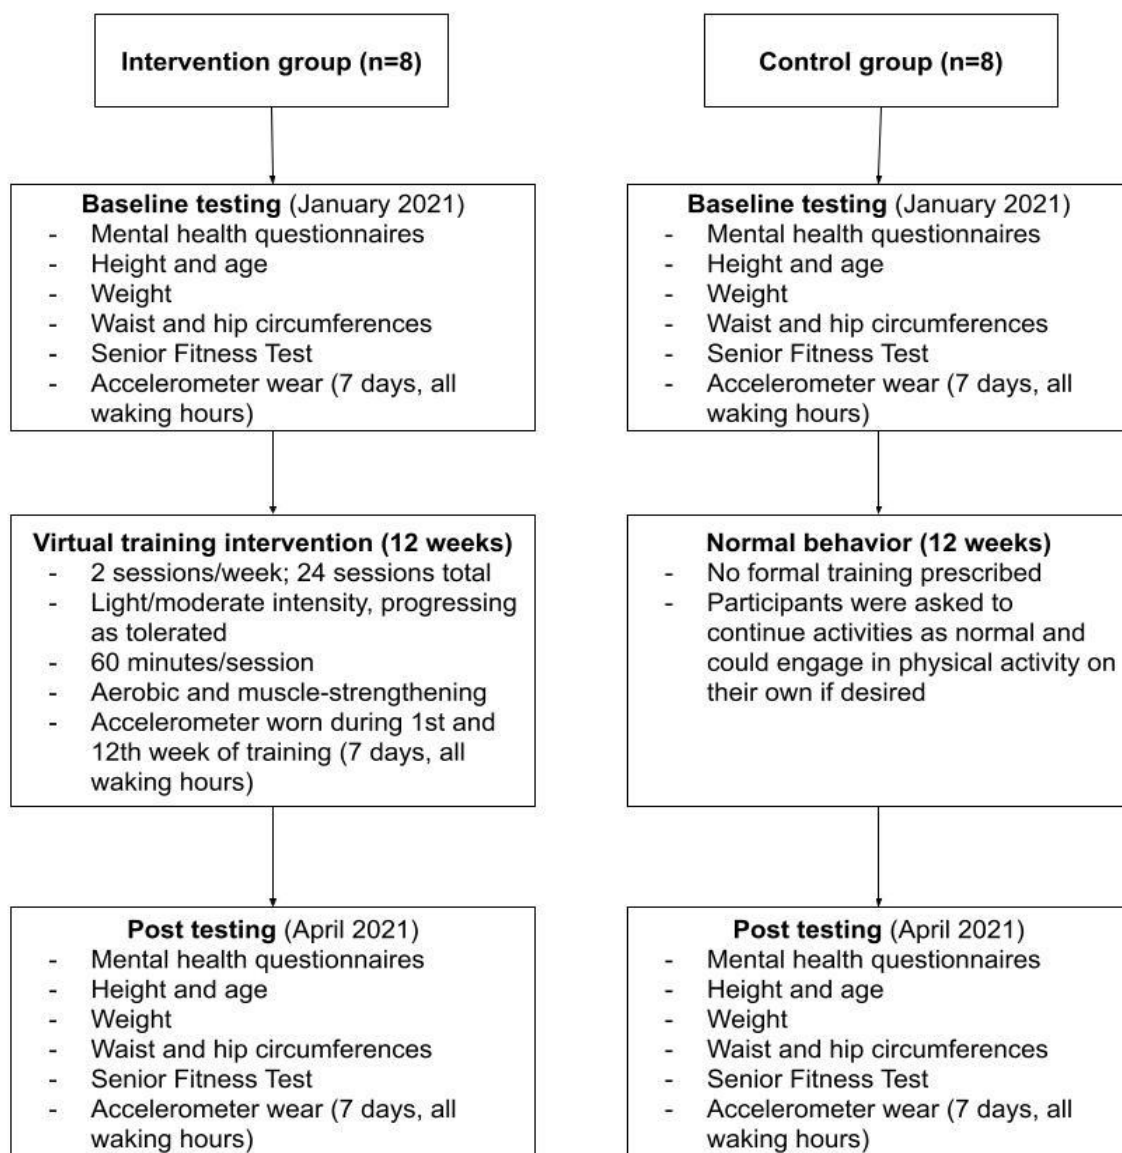 Intervention group (n=8)
Baseline testing (January 2021)
- Mental health questionnaires
- Height and age
- Weight
- Waist and hip circumferences
- Senior Fitness Test
- Accelerometer wear (7 days, all
waking hours)
Virtual training intervention (12 weeks)
- 2 sessions/week; 24 sessions total
- Light/moderate intensity, progressing
as tolerated
- 60 minutes/session
- Aerobic and muscle-strengthening
- Accelerometer worn during 1st and
12th week of training (7 days, all
waking hours)
Post testing (April 2021)
- Mental health questionnaires
- Height and age
- Weight
- Waist and hip circumferences
- Senior Fitness Test
- Accelerometer wear (7 days, all
waking hours)
Control group (n=8)
Baseline testing (January 2021)
- Mental health questionnaires
- Height and age
- Weight
- Waist and hip circumferences
- Senior Fitness Test
- Accelerometer wear (7 days, all
waking hours)
Normal behavior (12 weeks)
- No formal training prescribed
- Participants were asked to
continue activities as normal and
could engage in physical activity on
their own if desired
Post testing (April 2021)
- Mental health questionnaires
- Height and age
- Weight
- Waist and hip circumferences
- Senior Fitness Test
- Accelerometer wear (7 days, all
waking hours)